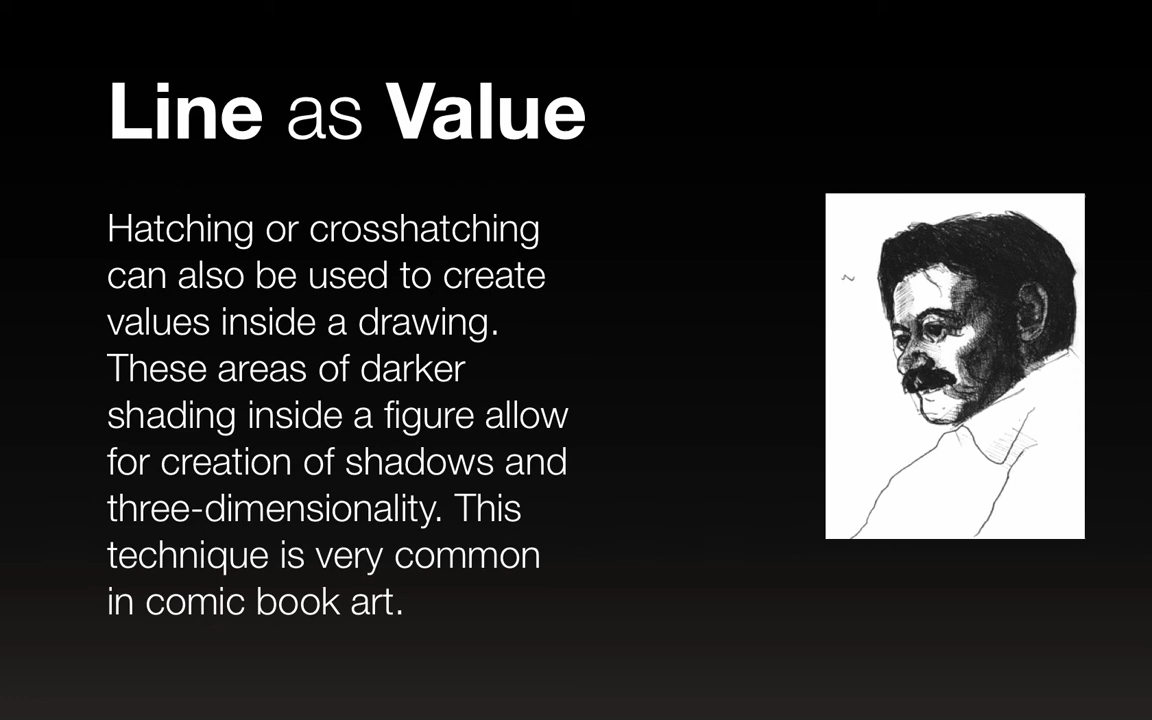 Line as Value
Hatching or crosshatching
can also be used to create
values inside a drawing.
These areas of darker
shading inside a figure allow
for creation of shadows and
three-dimensionality. This
technique is very common
in comic book art.